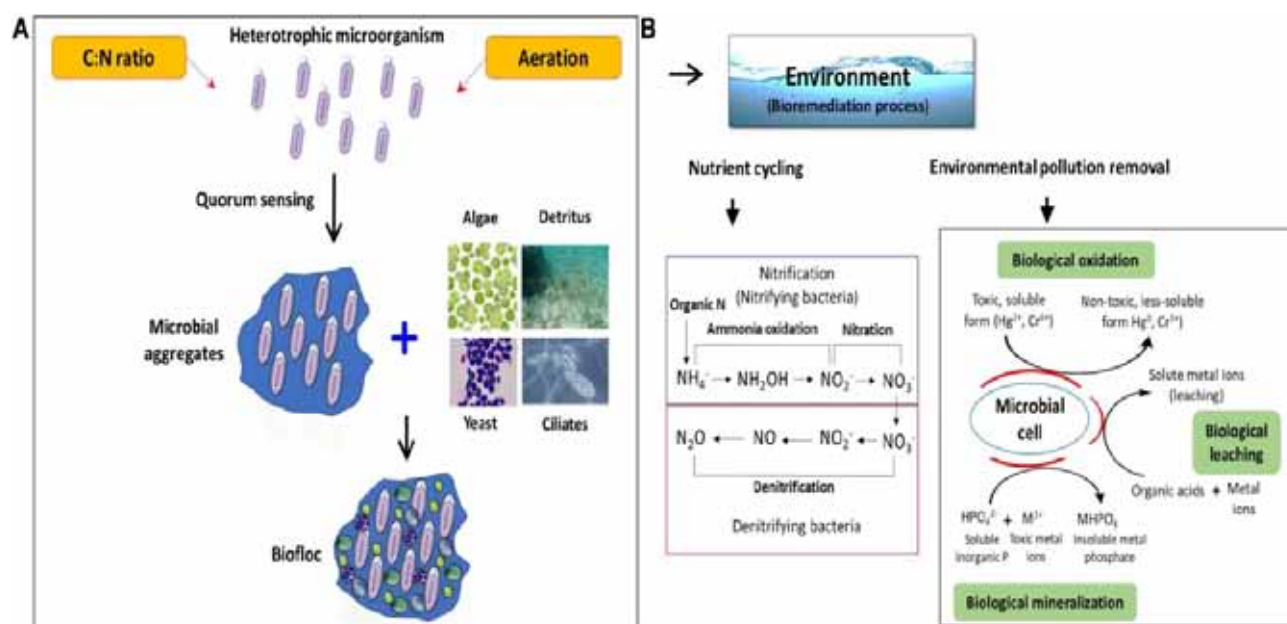 A
Heterotrophic microorganism
C:N ratio
Aeration
Quorum sensing
Algae
Detritus
Microbial
aggregates
+
Yeast
Ciliates
Biofloc
B
Environment
(Bioremediation process)
Nutrient cycling
Environmental pollution removal
Nitrification
(Nitrifying bacteria)
Organic N
Ammonia oxidation
Nitration
NH₄⁻
NH₂OH
NO₂⁻
NO₃⁻
N₂O
NO
NO₂⁻
NO₃⁻
Denitrification
Denitrifying bacteria
Biological oxidation
Toxic, soluble
form (Hg²⁺, Cr⁶⁺)
Non-toxic, less-soluble
form Hg⁰, Cr³⁺)
Solute metal ions
(leaching)
Microbial
cell
Biological
leaching
Organic acids + Metal
ions
HPO₄²⁻ + M²⁺
MHPO₄
Soluble
inorganic P
Toxic metal
ions
Insoluble metal
phosphate
Biological mineralization